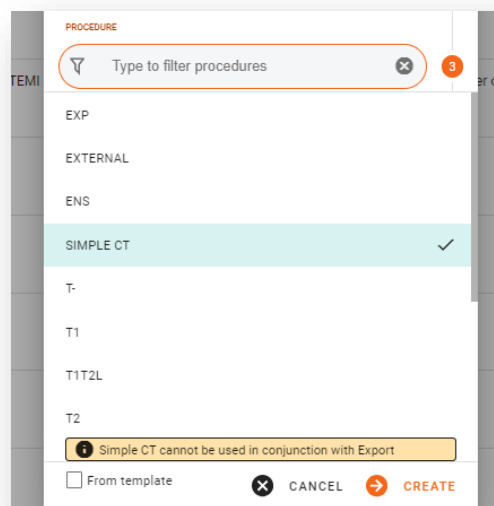 PROCEDURE
Type to filter procedures
3
TEMI
er c
EXP
EXTERNAL
ENS
SIMPLE CT
T-
T1
T1T2L
T2
Simple CT cannot be used in conjunction with Export
From template
CANCEL
CREATE